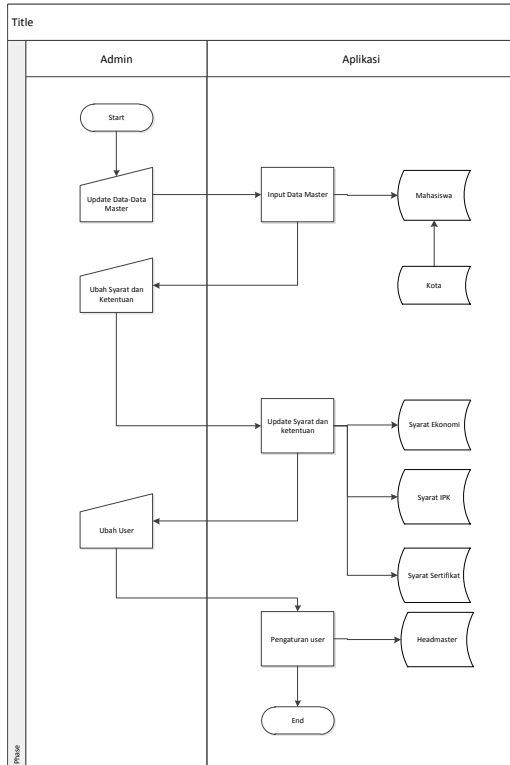 Title
Admin
Aplikasi
Start
Update Data-Data
Master
Input Data Master
Mahasiswa
Ubah Syarat dan
Ketentuan
Kota
Update Syarat dan
ketentuan
Syarat Ekonomi
Syarat IPK
Ubah User
Syarat Sertifikat
Pengaturan user
Headmaster
End
Phase